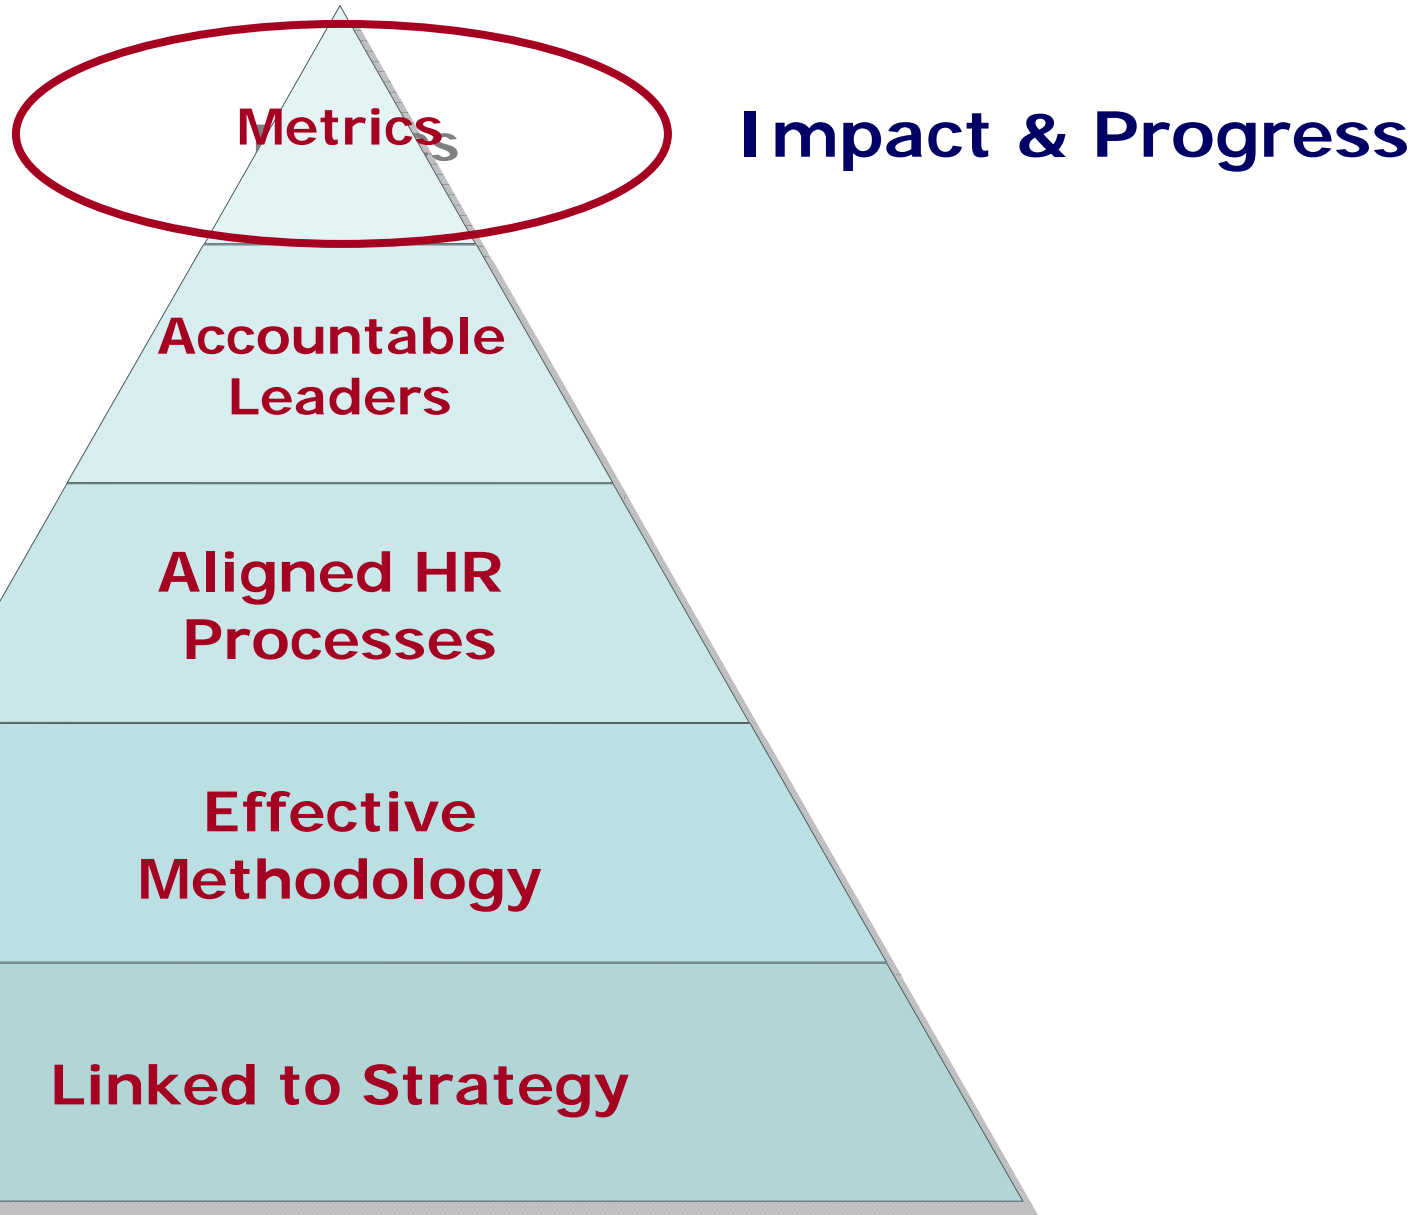 Metrics
Impact & Progress
Accountable
Leaders
Aligned HR
Processes
Effective
Methodology
Linked to Strategy